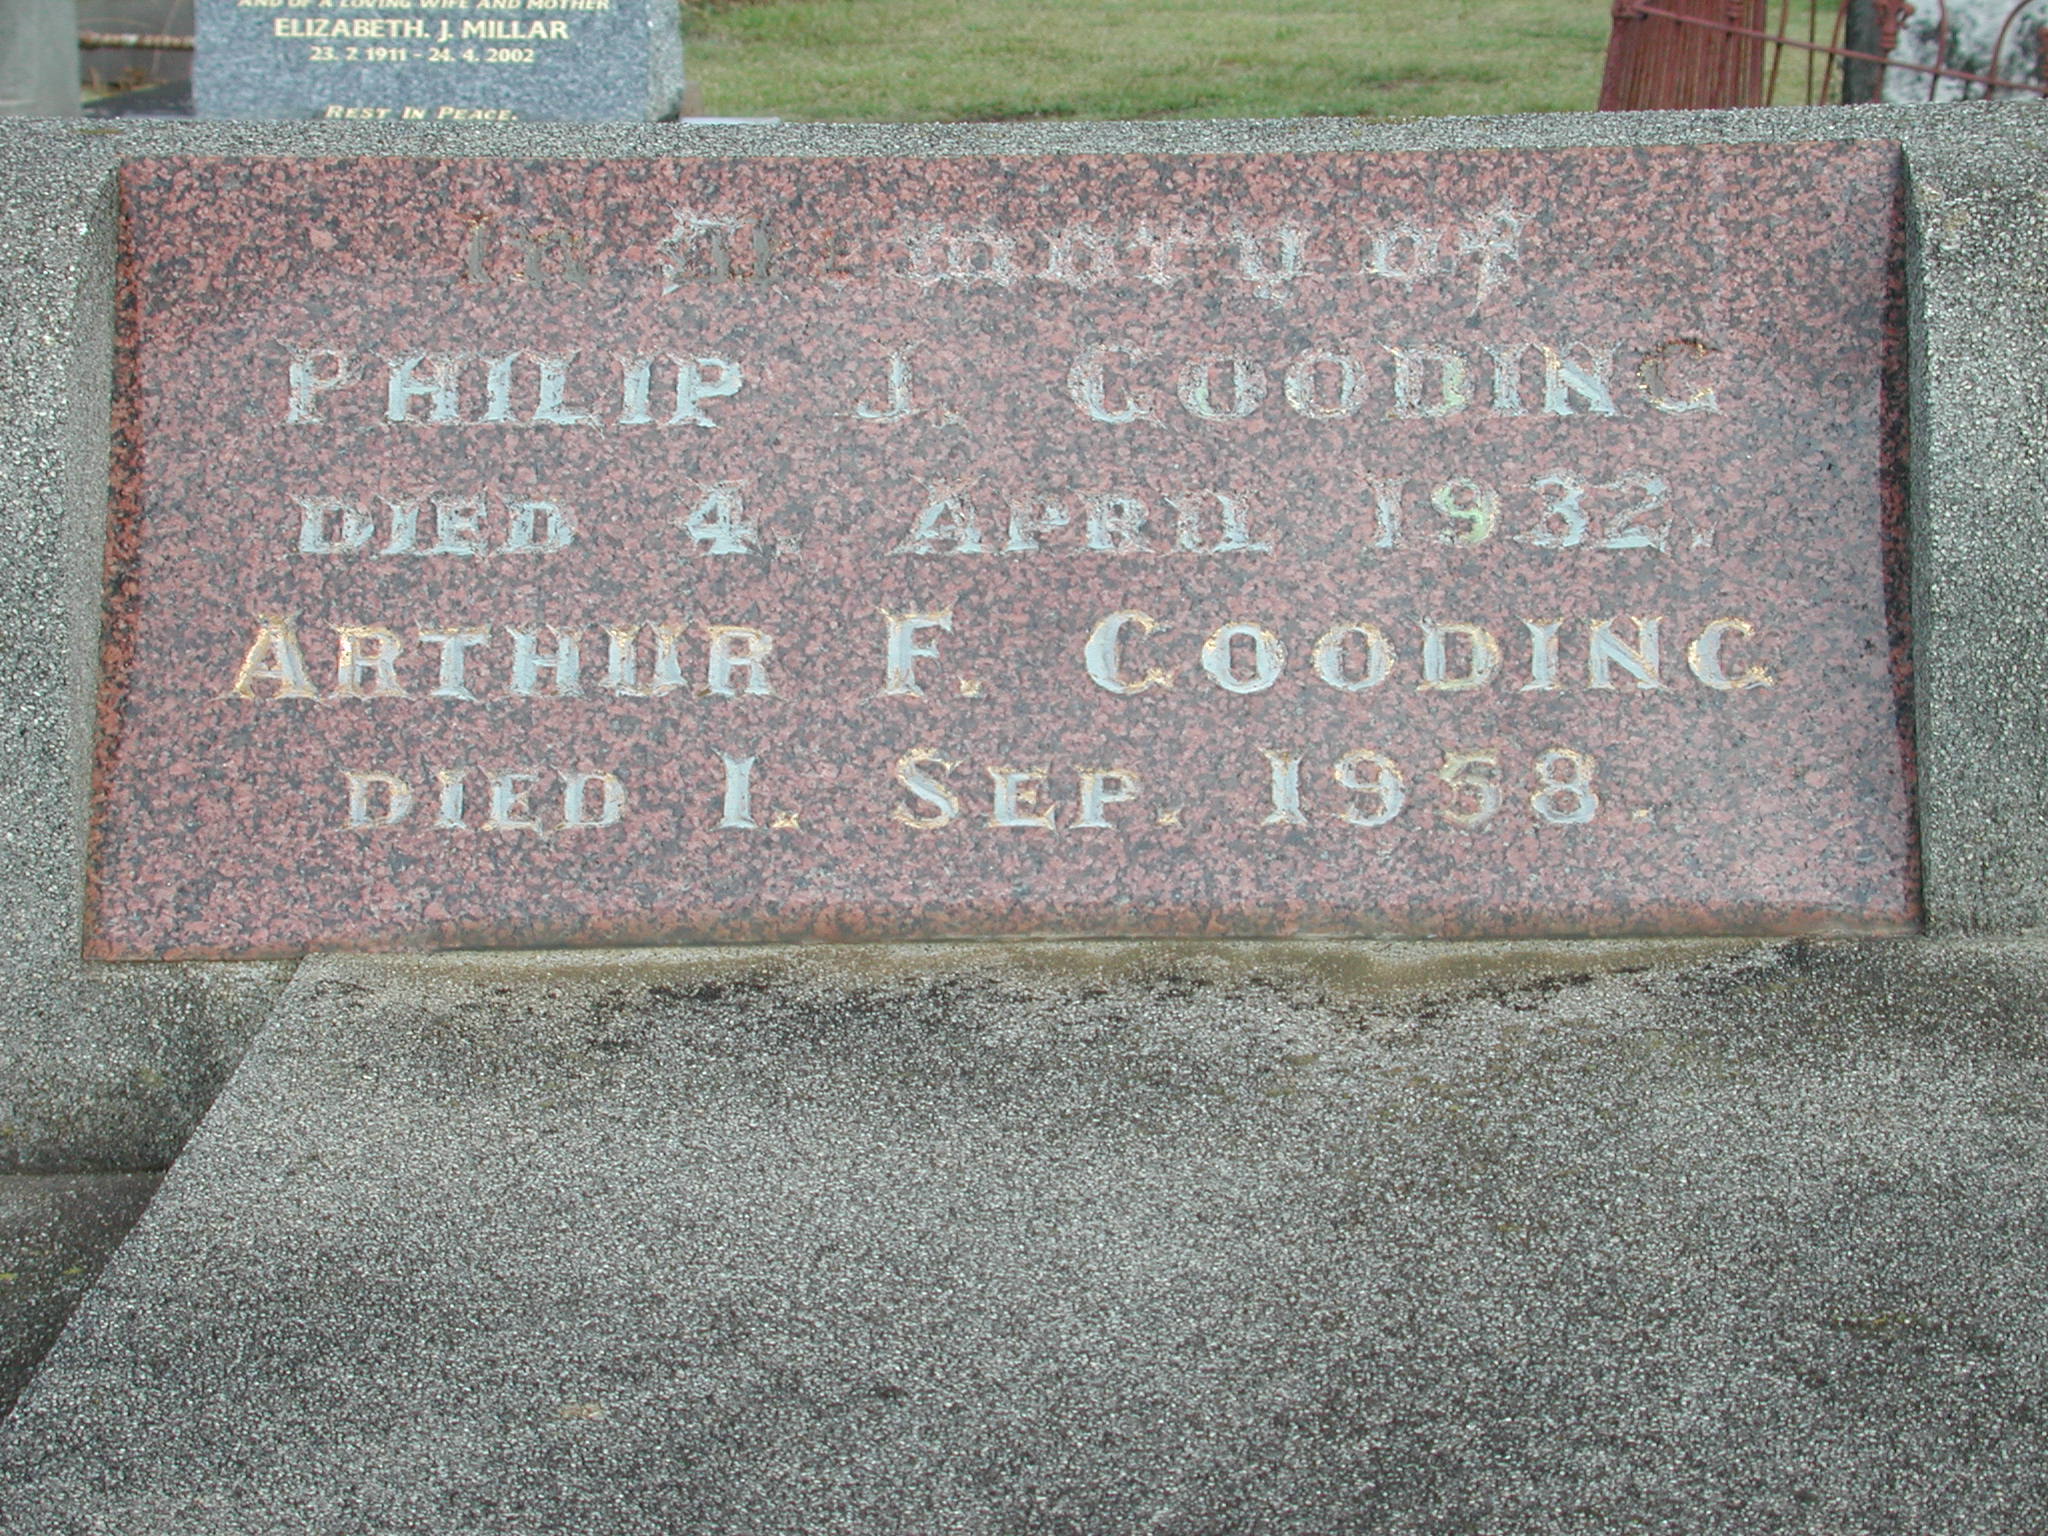 AND OF A LOVING WIFE AND MOTHER
ELIZABETH. J. MILLAR
23. 7. 1911 - 24. 4. 2002
REST IN PEACE.
In Memory of
PHILIP J. GOODING
DIED 4. APRIL 1932.
ARTHUR F. GOODING
DIED 1. SEP. 1958.